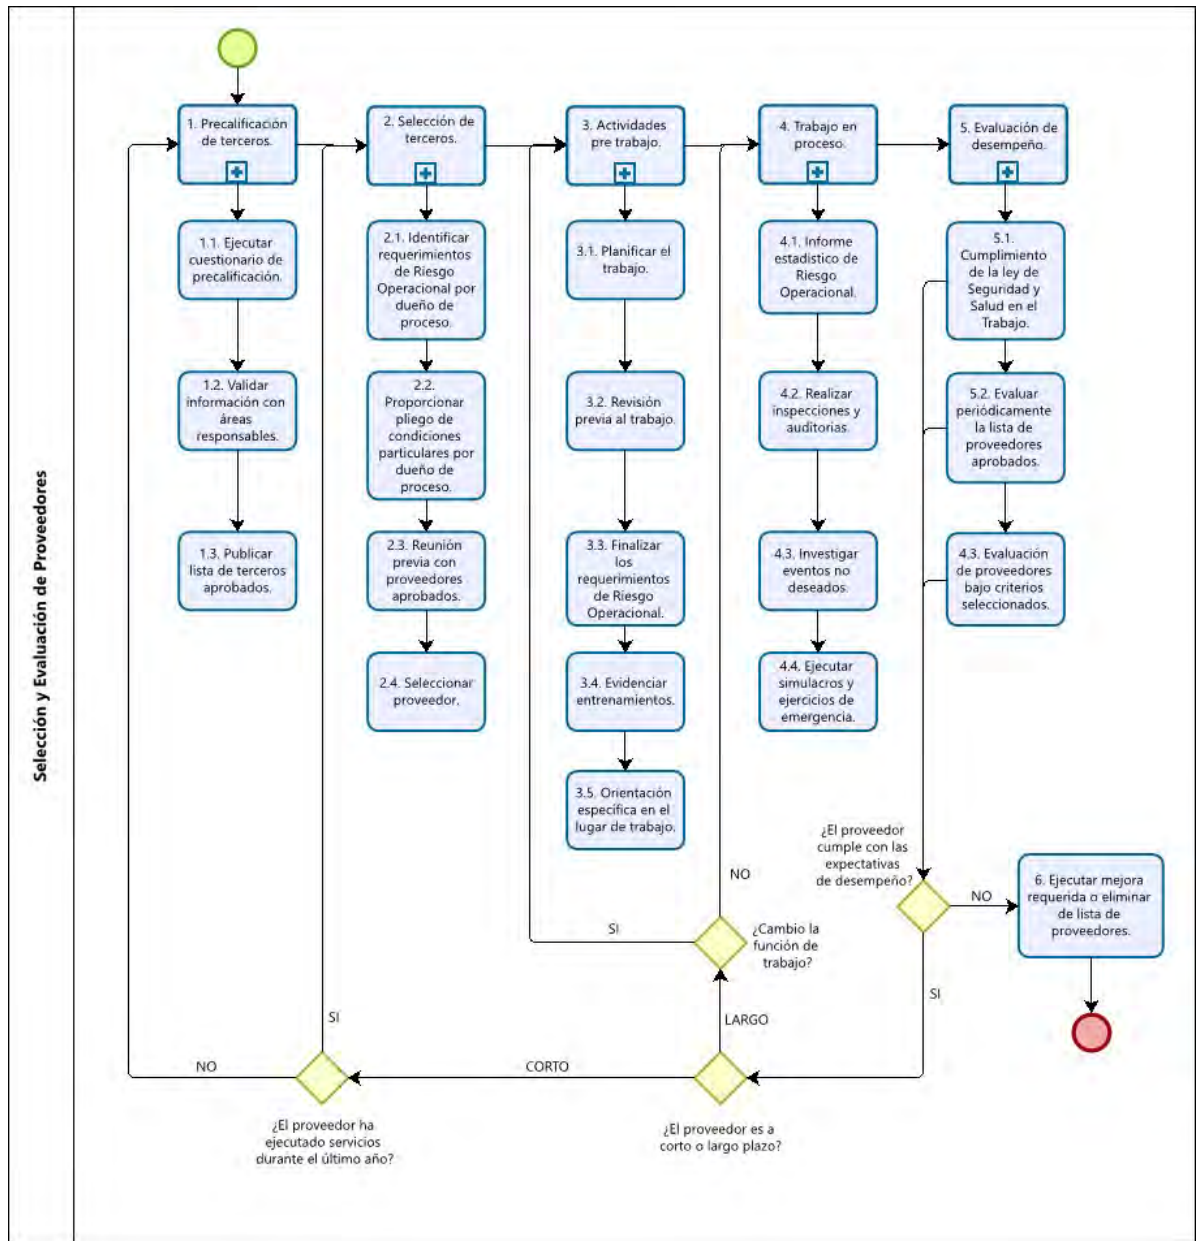 Selección y Evaluación de Proveedores
1. Precalificación
de terceros.
2. Selección de
terceros.
3. Actividades
pre trabajo.
4. Trabajo en
proceso.
5. Evaluación de
desempeño.
1.1. Ejecutar
cuestionario de
precalificación.
1.2. Validar
información con
áreas
responsables.
1.3. Publicar
lista de terceros
aprobados.
2.1. Identificar
requerimientos
de Riesgo
Operacional por
dueño de
proceso.
2.2.
Proporcionar
pliego de
condiciones
particulares por
dueño de
proceso.
2.3. Reunión
previa con
proveedores
aprobados.
2.4. Seleccionar
proveedor.
3.1. Planificar el
trabajo.
3.2. Revisión
previa al trabajo.
3.3. Finalizar
los
requerimientos
de Riesgo
Operacional.
3.4. Evidenciar
entrenamientos.
3.5. Orientación
específica en el
lugar de trabajo.
4.1. Informe
estadistico de
Riesgo
Operacional.
4.2. Realizar
inspecciones y
auditorias.
4.3. Investigar
eventos no
deseados.
4.4. Ejecutar
simulacros y
ejercicios de
emergencia.
5.1.
Cumplimiento
de la ley de
Seguridad y
Salud en el
Trabajo.
5.2. Evaluar
periódicamente
la lista de
proveedores
aprobados.
4.3. Evaluación
de proveedores
bajo criterios
seleccionados.
¿El proveedor
cumple con las
expectativas
de desempeño?
NO
6. Ejecutar mejora
requerida o eliminar
de lista de
proveedores.
SI
NO
SI
¿Cambio la
función de
trabajo?
LARGO
SI
NO
CORTO
¿El proveedor ha
ejecutado servicios
durante el último año?
¿El proveedor es a
corto o largo plazo?